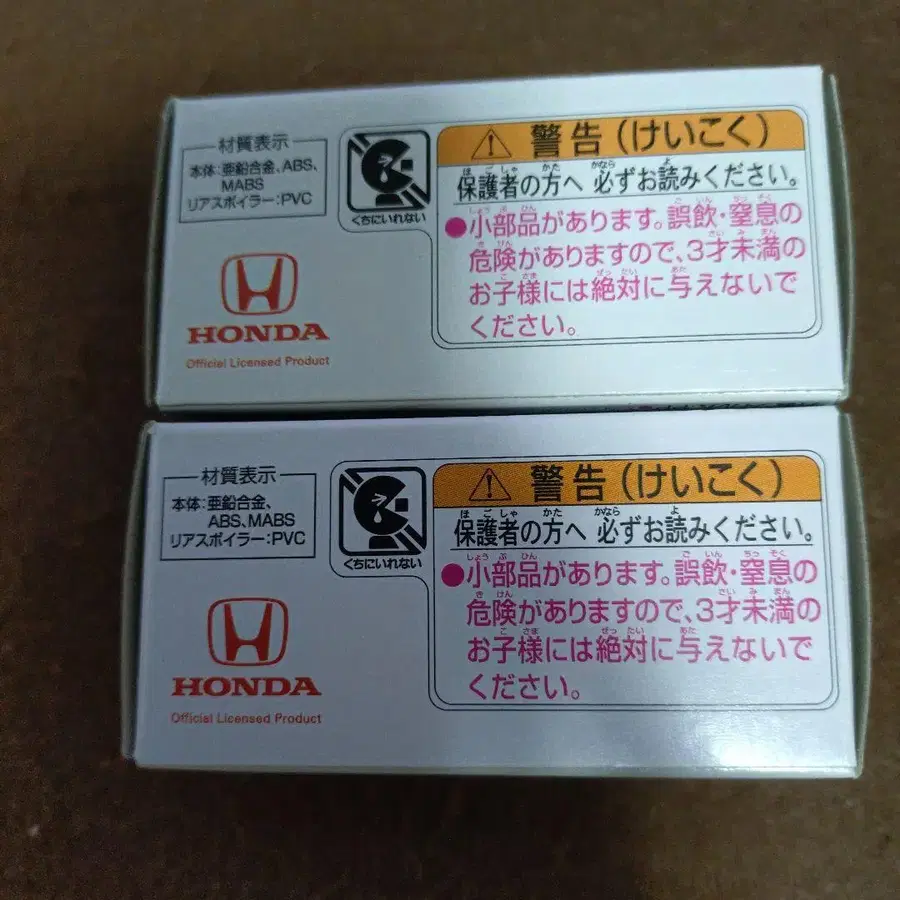 材質表示
本体：亜鉛合金、ABS、
MABS
リアスポイラー：PVC
くちにいれない
HONDA
Official Licensed Product
警告（けいこく）
保護者の方へ 必ずお読みください。
●小部品があります。誤飲・窒息の
危険がありますので、3才未満の
お子様には絶対に与えないで
ください。
材質表示
本体：亜鉛合金、
ABS、MABS
リアスポイラー：PVC
くちにいれない
HONDA
Official Licensed Product
警告（けいこく）
保護者の方へ 必ずお読みください。
●小部品があります。誤飲・窒息の
危険がありますので、3才未満の
お子様には絶対に与えないで
ください。